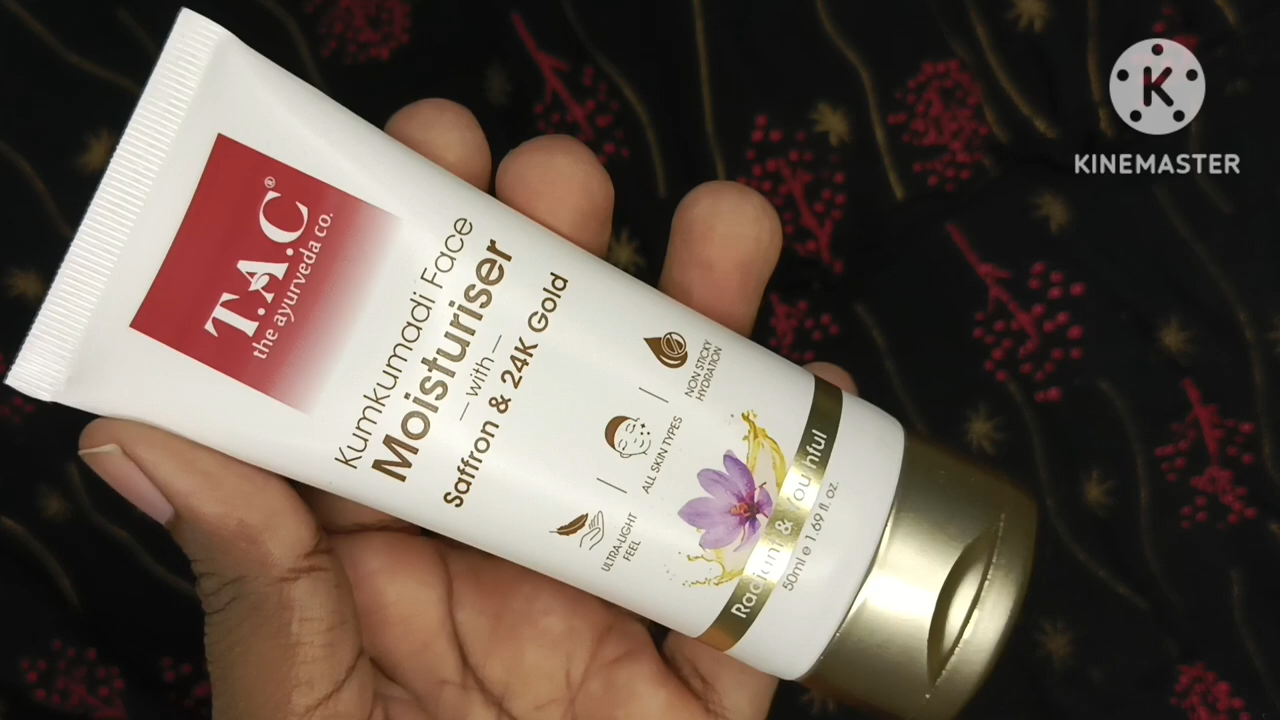 T.A.C®
the ayurveda co.
Kumkumadi Face
Moisturiser
— with —
Saffron & 24K Gold
ULTRA-LIGHT
FEEL
ALL SKIN TYPES
NON STICKY
HYDRATION
Radiant & Youthful
50ml e 1.69 fl. oz.
K
KINEMASTER